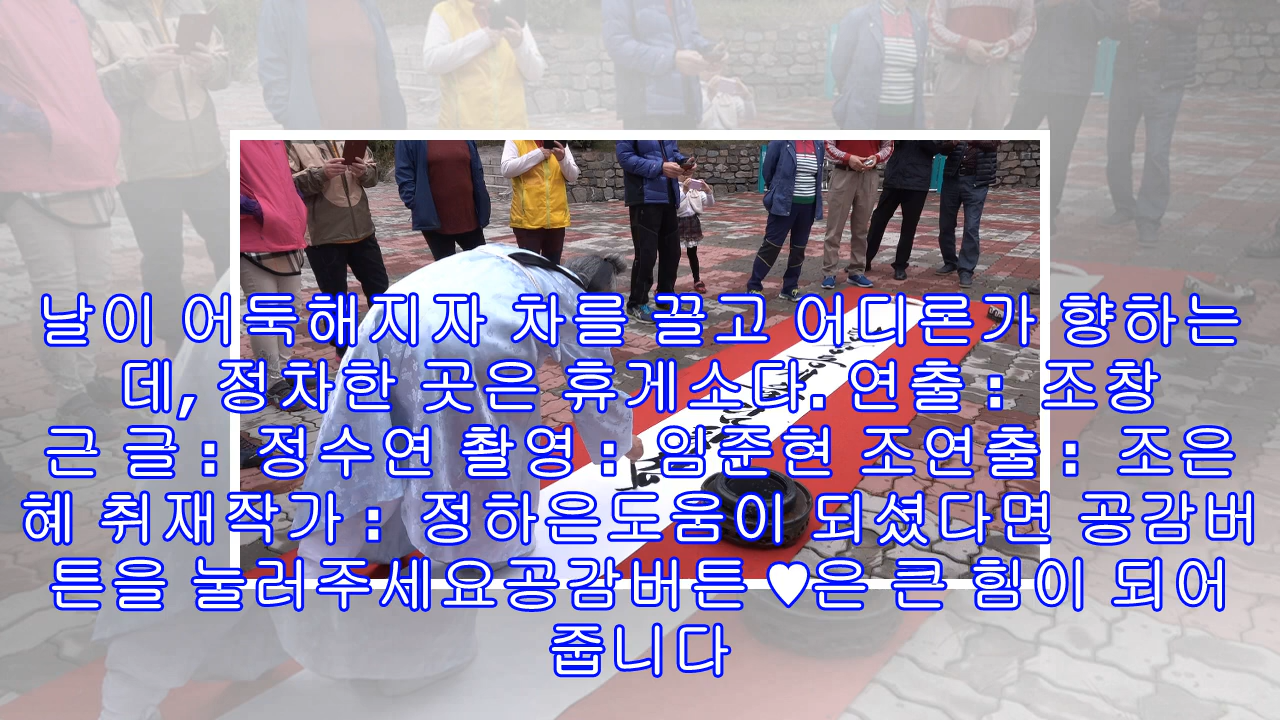 날이 어둑해지자 차를 끌고 어디론가 향하는
데, 정차한 곳은 휴게소다. 연출 : 조창
근 글 : 정수연 촬영 : 임준현 조연출 : 조은
혜 취재작가 : 정하은도움이 되셨다면 공감버
튼을 눌러주세요공감버튼 ♥은 큰 힘이 되어
줍니다